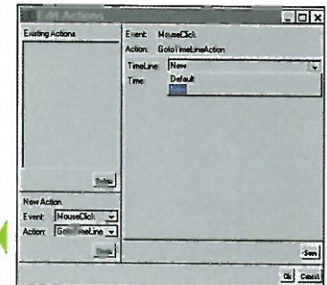 Edit Actions
Existing Actions
Event: MouseClick
Action: GotoTimeLineAction
TimeLine: New
Default
Time:
New Action
Event: MouseClick
Action:
Save
Ok Cancel